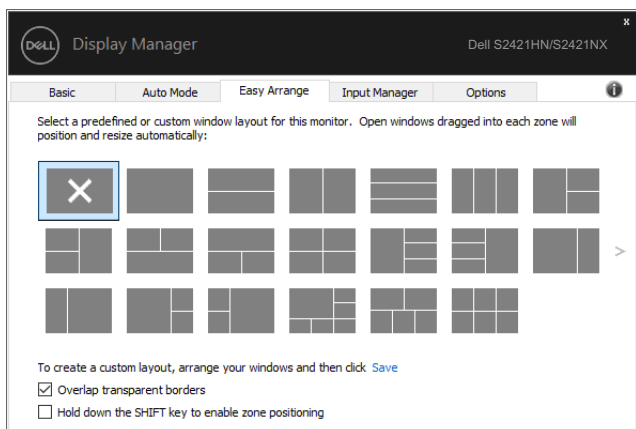 DELL Display Manager Dell S2421HN/S2421NX x
Basic Auto Mode Easy Arrange Input Manager Options
Select a predefined or custom window layout for this monitor. Open windows dragged into each zone will
position and resize automatically:
To create a custom layout, arrange your windows and then click Save
Overlap transparent borders
Hold down the SHIFT key to enable zone positioning